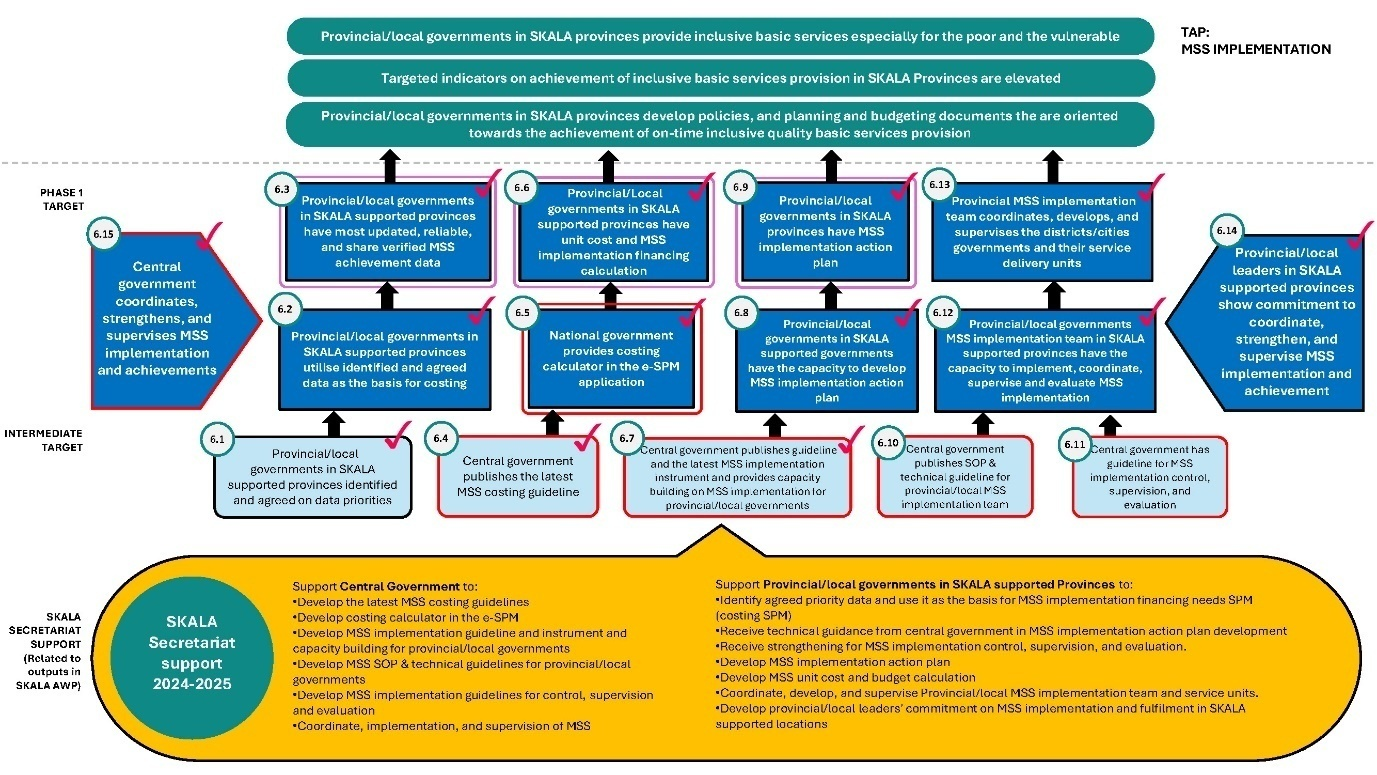 Provincial/local governments in SKALA provinces provide inclusive basic services especially for the poor and the vulnerable
TAP:
MSS IMPLEMENTATION
Targeted indicators on achievement of inclusive basic services provision in SKALA Provinces are elevated
Provincial/local governments in SKALA provinces develop policies, and planning and budgeting documents the are oriented
towards the achievement of on-time inclusive quality basic services provision
PHASE 1
TARGET
6.15
Central
government
coordinates,
strengthens, and
supervises MSS
implementation
and achievements
6.3
Provincial/local governments
in SKALA supported provinces
have most updated, reliable,
and share verified MSS
achievement data
6.6
Provincial/Local
governments in SKALA
supported provinces have
unit cost and MSS
implementation financing
calculation
6.9
Provincial/local
governments in SKALA
provinces have MSS
implementation action
plan
6.13
Provincial MSS implementation
team coordinates, develops, and
supervises the districts/cities
governments and their service
delivery units
6.14
Provincial/local
leaders in SKALA
supported provinces
show commitment to
coordinate,
strengthen, and
supervise MSS
implementation and
achievement
6.2
Provincial/local governments in
SKALA supported provinces
utilise identified and agreed
data as the basis for costing
6.5
National government
provides costing
calculator in the e-SPM
application
6.8
Provincial/local
governments in SKALA
supported governments
have the capacity to develop
MSS implementation action
plan
6.12
Provincial/local governments
MSS implementation team in SKALA
supported provinces have the
capacity to implement, coordinate,
supervise and evaluate MSS
implementation
INTERMEDIATE
TARGET
6.1
Provincial/local
governments in SKALA
supported provinces identified
and agreed on data priorities
6.4
Central government
publishes the latest
MSS costing guideline
6.7
Central government publishes guideline
and the latest MSS implementation
instrument and provides capacity
building on MSS implementation for
provincial/local governments
6.10
Central government
publishes SOP &
technical guideline for
provincial/local MSS
implementation team
6.11
Central government has
guideline for MSS
implementation control,
supervision, and
evaluation
SKALA
SECRETARIAT
SUPPORT
(Related to
outputs in
SKALA AWP)
SKALA
Secretariat
support
2024-2025
Support Central Government to:
•Develop the latest MSS costing guidelines
•Develop costing calculator in the e-SPM
•Develop MSS implementation guideline and instrument and
capacity building for provincial/local governments
•Develop MSS SOP & technical guidelines for provincial/local
governments
•Develop MSS implementation guidelines for control, supervision
and evaluation
•Coordinate, implementation, and supervision of MSS
Support Provincial/local governments in SKALA supported Provinces to:
•Identify agreed priority data and use it as the basis for MSS implementation financing needs SPM
(costing SPM)
•Receive technical guidance from central government in MSS implementation action plan development
•Receive strengthening for MSS implementation control, supervision, and evaluation.
•Develop MSS implementation action plan
•Develop MSS unit cost and budget calculation
•Coordinate, develop, and supervise Provincial/local MSS implementation team and service units.
•Develop provincial/local leaders' commitment on MSS implementation and fulfilment in SKALA
supported locations